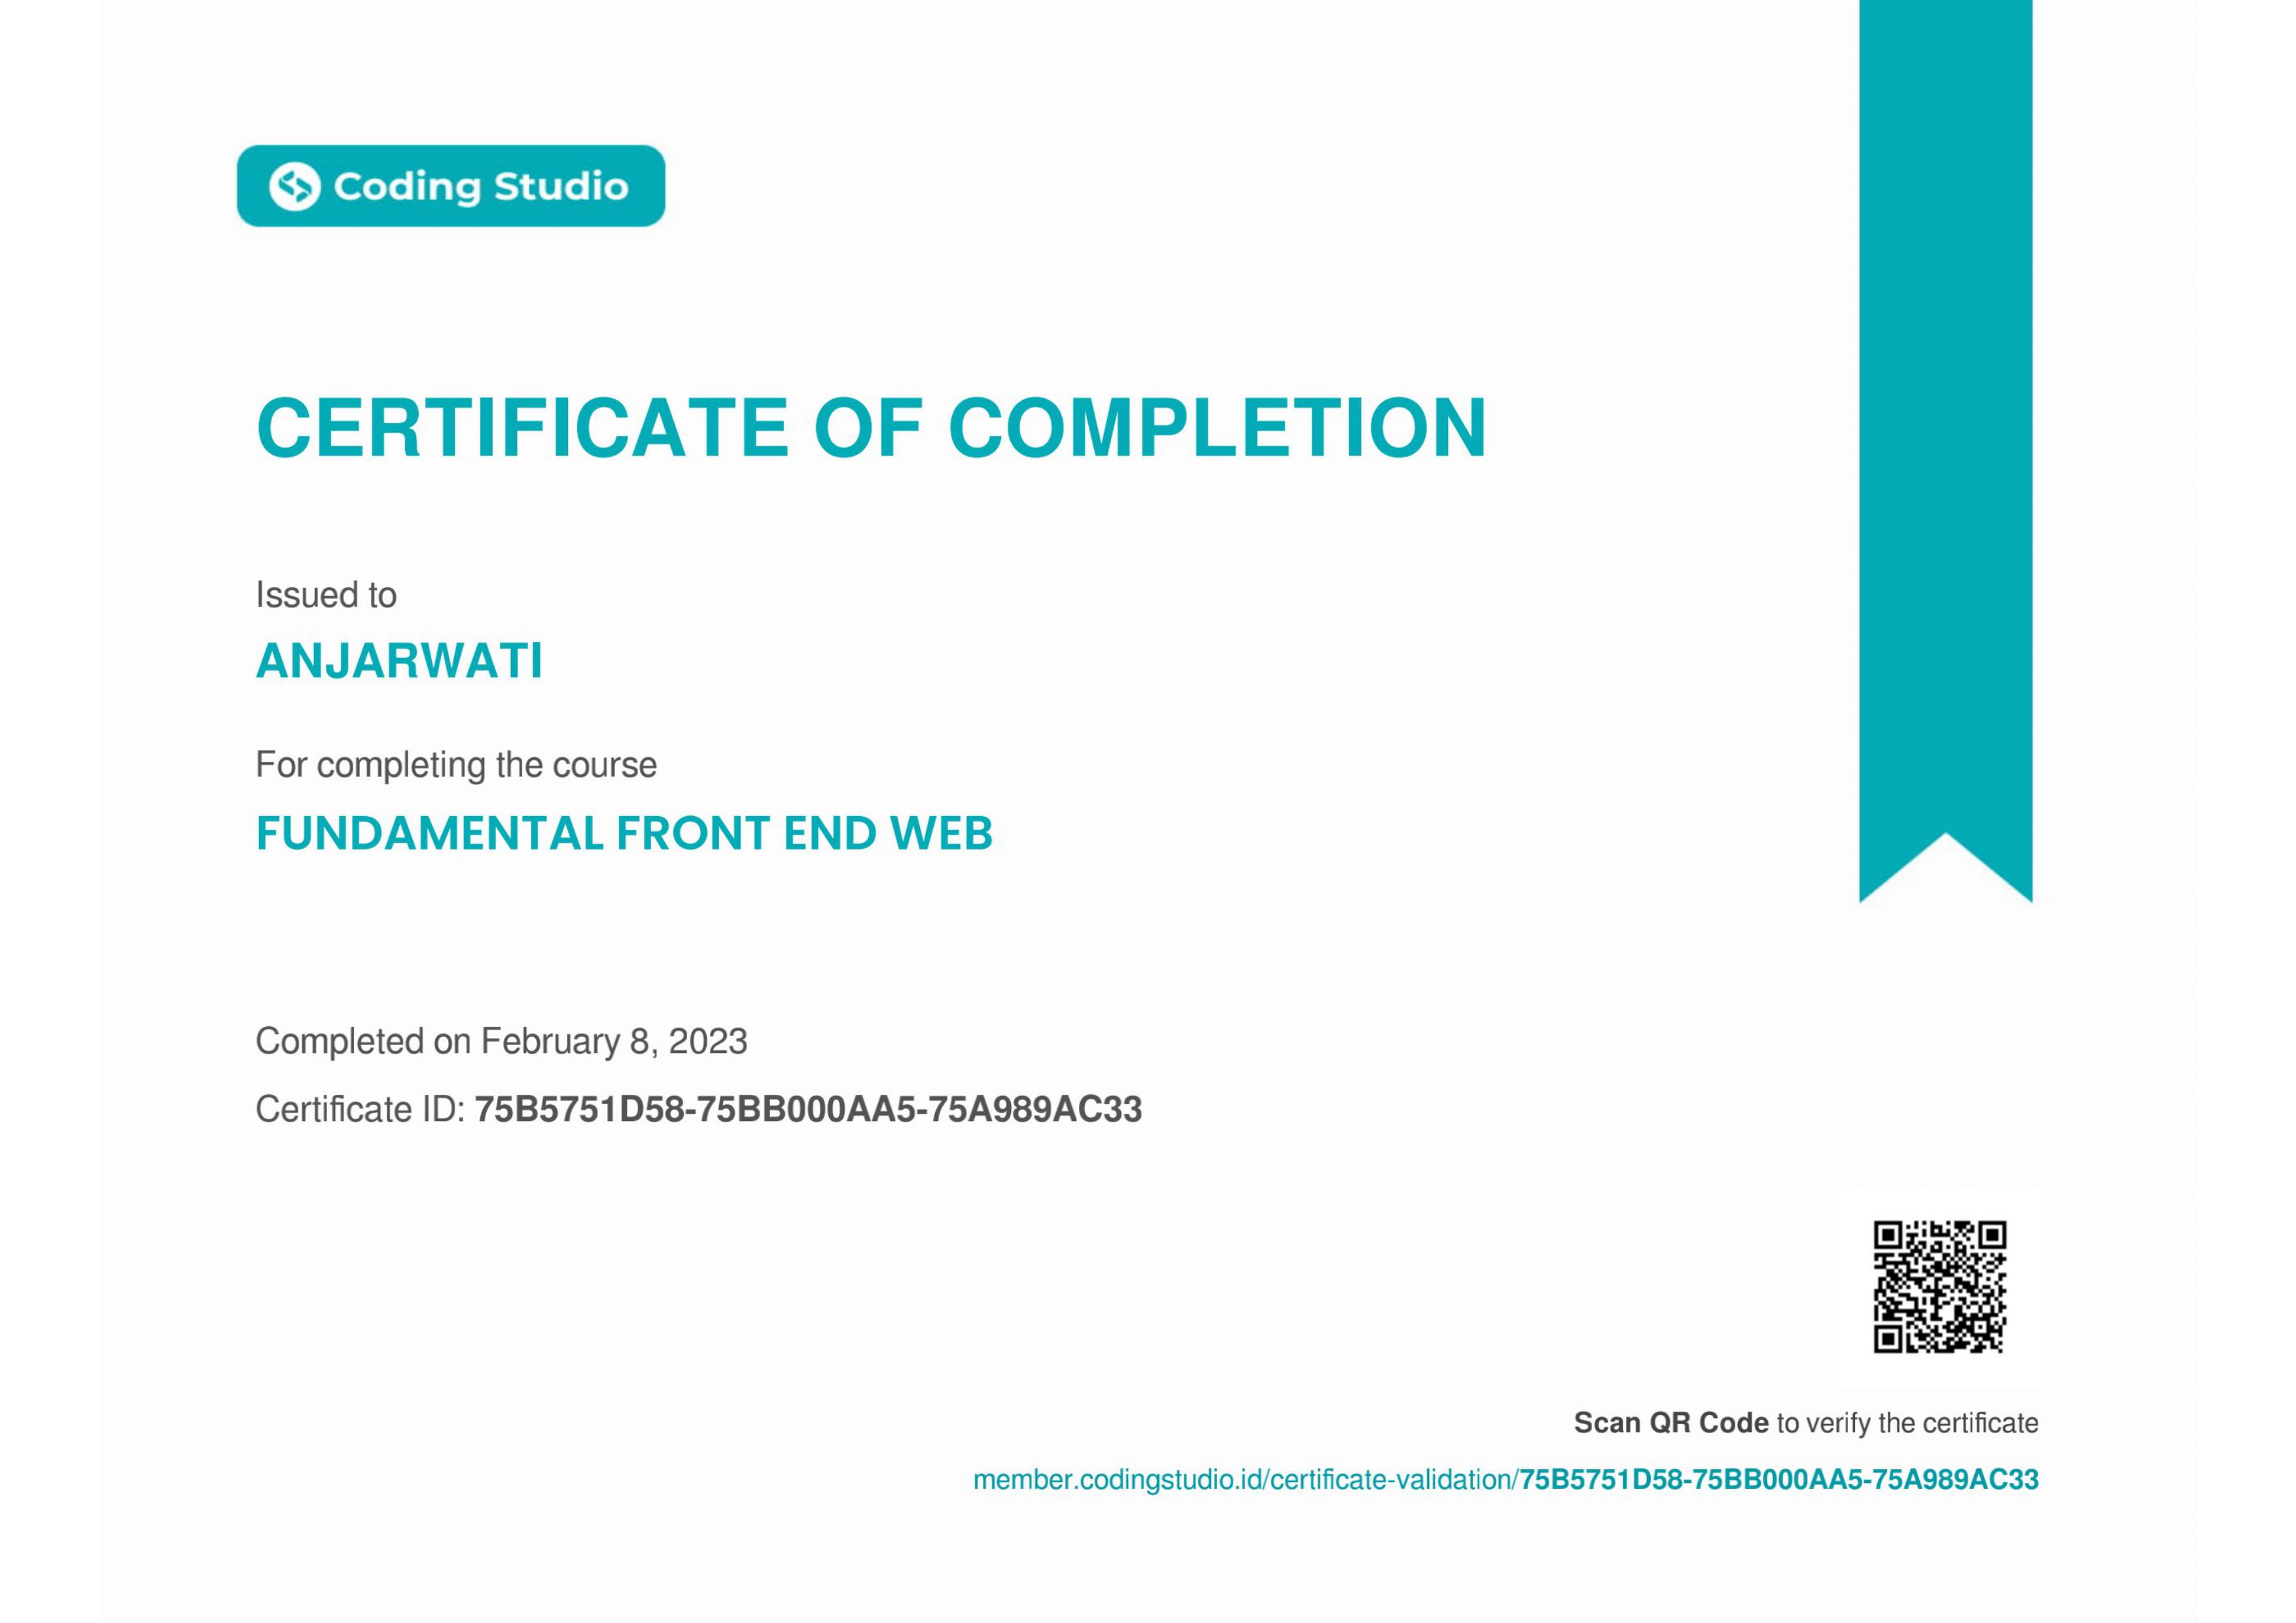 Coding Studio
CERTIFICATE OF COMPLETION
Issued to
ANJARWATI
For completing the course
FUNDAMENTAL FRONT END WEB
Completed on February 8, 2023
Certificate ID: 75B5751D58-75BB000AA5-75A989AC33
Scan QR Code to verify the certificate
member.codingstudio.id/certificate-validation/75B5751D58-75BB000AA5-75A989AC33